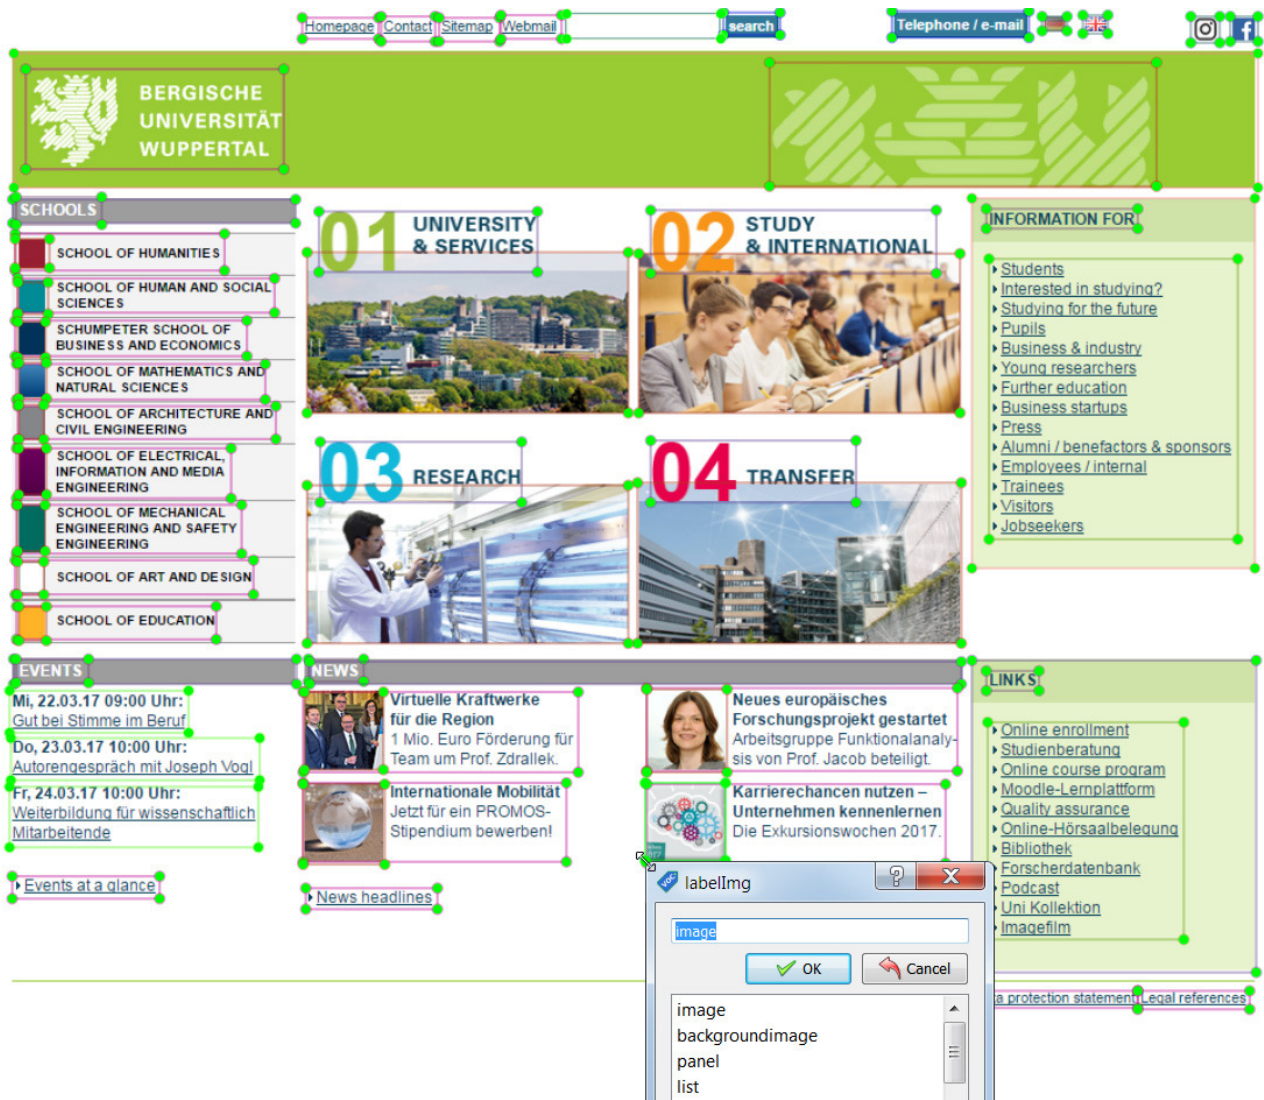 Homepage Contact Sitemap Webmail search Telephone / e-mail
BERGISCHE
UNIVERSITÄT
WUPPERTAL
SCHOOLS
SCHOOL OF HUMANITIES
SCHOOL OF HUMAN AND SOCIAL
SCIENCES
SCHUMPETER SCHOOL OF
BUSINESS AND ECONOMICS
SCHOOL OF MATHEMATICS AND
NATURAL SCIENCES
SCHOOL OF ARCHITECTURE AND
CIVIL ENGINEERING
SCHOOL OF ELECTRICAL,
INFORMATION AND MEDIA
ENGINEERING
SCHOOL OF MECHANICAL
ENGINEERING AND SAFETY
ENGINEERING
SCHOOL OF ART AND DESIGN
SCHOOL OF EDUCATION
01 UNIVERSITY
& SERVICES
02 STUDY
& INTERNATIONAL
03 RESEARCH
04 TRANSFER
INFORMATION FOR
Students
Interested in studying?
Studying for the future
Pupils
Business & industry
Young researchers
Further education
Business startups
Press
Alumni / benefactors & sponsors
Employees / internal
Trainees
Visitors
Jobseekers
EVENTS
Mi, 22.03.17 09:00 Uhr:
Gut bei Stimme im Beruf
Do, 23.03.17 10:00 Uhr:
Autorengespräch mit Joseph Vogl
Fr, 24.03.17 10:00 Uhr:
Weiterbildung für wissenschaftlich
Mitarbeitende
Events at a glance
NEWS
Virtuelle Kraftwerke
für die Region
1 Mio. Euro Förderung für
Team um Prof. Zdrallek.
Internationale Mobilität
Jetzt für ein PROMOS-
Stipendium bewerben!
News headlines
Neues europäisches
Forschungsprojekt gestartet
Arbeitsgruppe Funktionalanaly-
sis von Prof. Jacob beteiligt.
Karrierechancen nutzen –
Unternehmen kennenlernen
Die Exkursionswochen 2017.
LINKS
Online enrollment
Studienberatung
Online course program
Moodle-Lernplattform
Quality assurance
Online-Hörsaalbelegung
Bibliothek
Forscherdatenbank
Podcast
Uni Kollektion
Imagefilm
protection statement Legal references
labelImg
image
OK Cancel
image
backgroundimage
panel
list